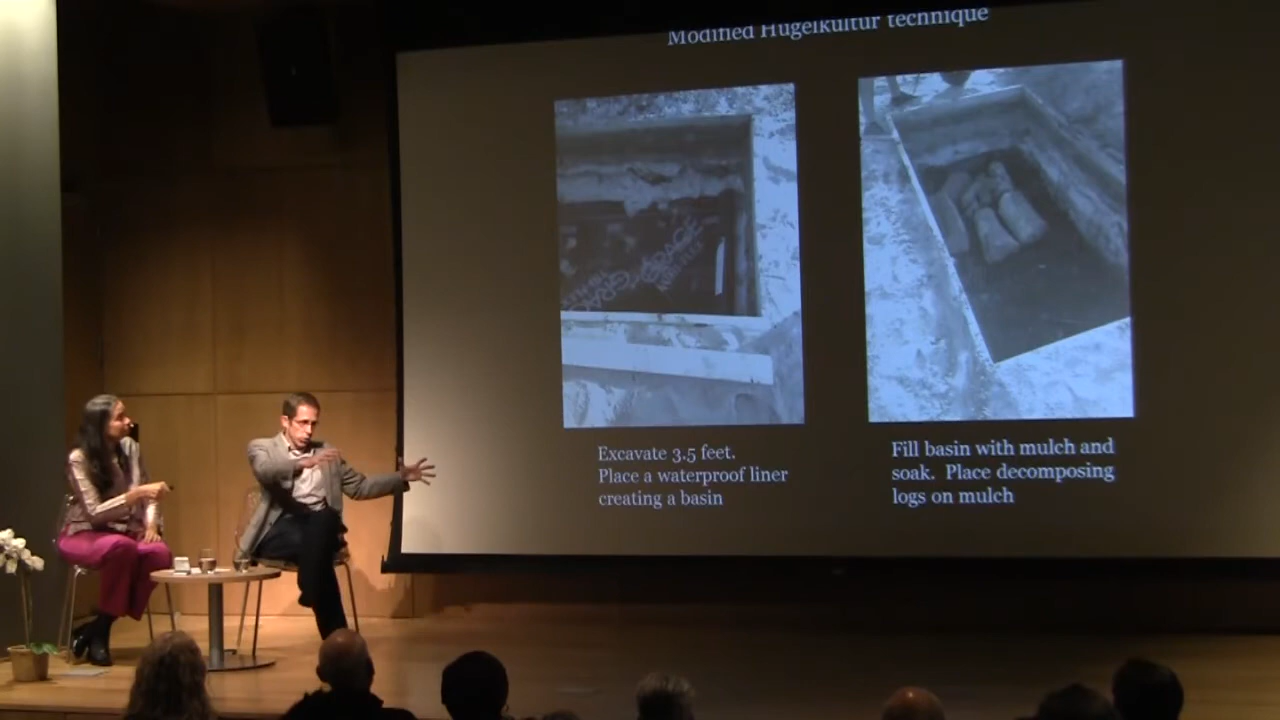 Modified Hugelkultur technique
GRACE
Excavate 3.5 feet.
Place a waterproof liner
creating a basin
Fill basin with mulch and
soak. Place decomposing
logs on mulch